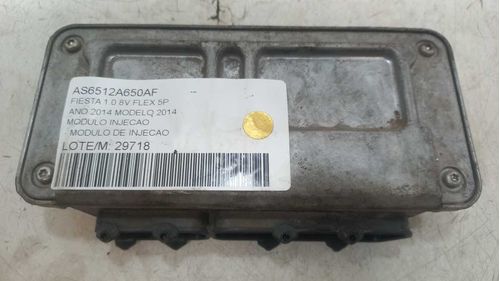 AS6512A650AF
FIESTA 1.0 8V FLEX 5P
ANO 2014 MODELO 2014
MODULO INJECAO
MODULO DE INJECAO
LOTE/M: 29718